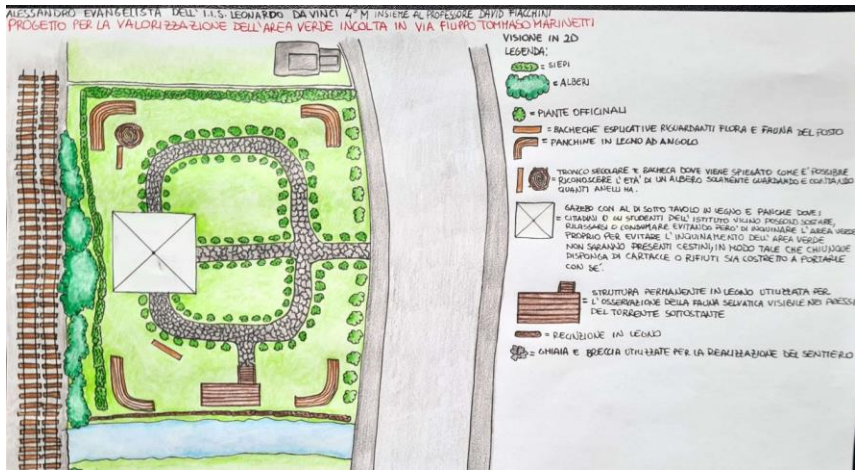 ALESSANDRO EVANGELISTA DELL' I.I.S. LEONARDO DA VINCI 4ª M INSIEME AL PROFESSORE DAVID FIACCHINI
PROGETTO PER LA VALORIZZAZIONE DELL'AREA VERDE INCOLTA IN VIA FILIPPO TOMMASO MARINETTI
VISIONE IN 2D
LEGENDA:
= SIEPI
= ALBERI
= PIANTE OFFICINALI
= BACHECHE ESPLICATIVE RIGUARDANTI FLORA E FAUNA DEL POSTO
= PANCHINE IN LEGNO AD ANGOLO
TRONCO SECOLARE E BACHECA DOVE VIENE SPIEGATO COME E' POSSIBILE
= RICONOSCERE L'ETA' DI UN ALBERO SOLAMENTE GUARDANDO E CONTANDO
QUANTI ANELLI HA.
GAZEBO CON AL DI SOTTO TAVOLO IN LEGNO E PANCHE DOVE I
= CITADINI O GLI STUDENTI DELL'ISTITUTO VICINO POSSONO SOSTARE,
RILASSARSI O CONSUMARE EVITANDO PERO' DI INQUINARE L'AREA VERDE
PROPRIO PER EVITARE L'INQUINAMENTO DELL'AREA VERDE
NON SARANNO PRESENTI CESTINI, IN MODO TALE CHE CHIUNQUE
DISPONGA DI CARTACCE O RIFIUTI SIA COSTRETTO A PORTARLE
CON SE'.
STRUTTURA PERMANENTE IN LEGNO UTILIZZATA PER
= L'OSSERVAZIONE DELLA FAUNA SELVATICA VISIBILE NEI PRESSI
DEL TORRENTE SOTTOSTANTE
= RECINZIONE IN LEGNO
= GHIAIA E BRECCIA UTILIZZATE PER LA REALIZZAZIONE DEL SENTIERO